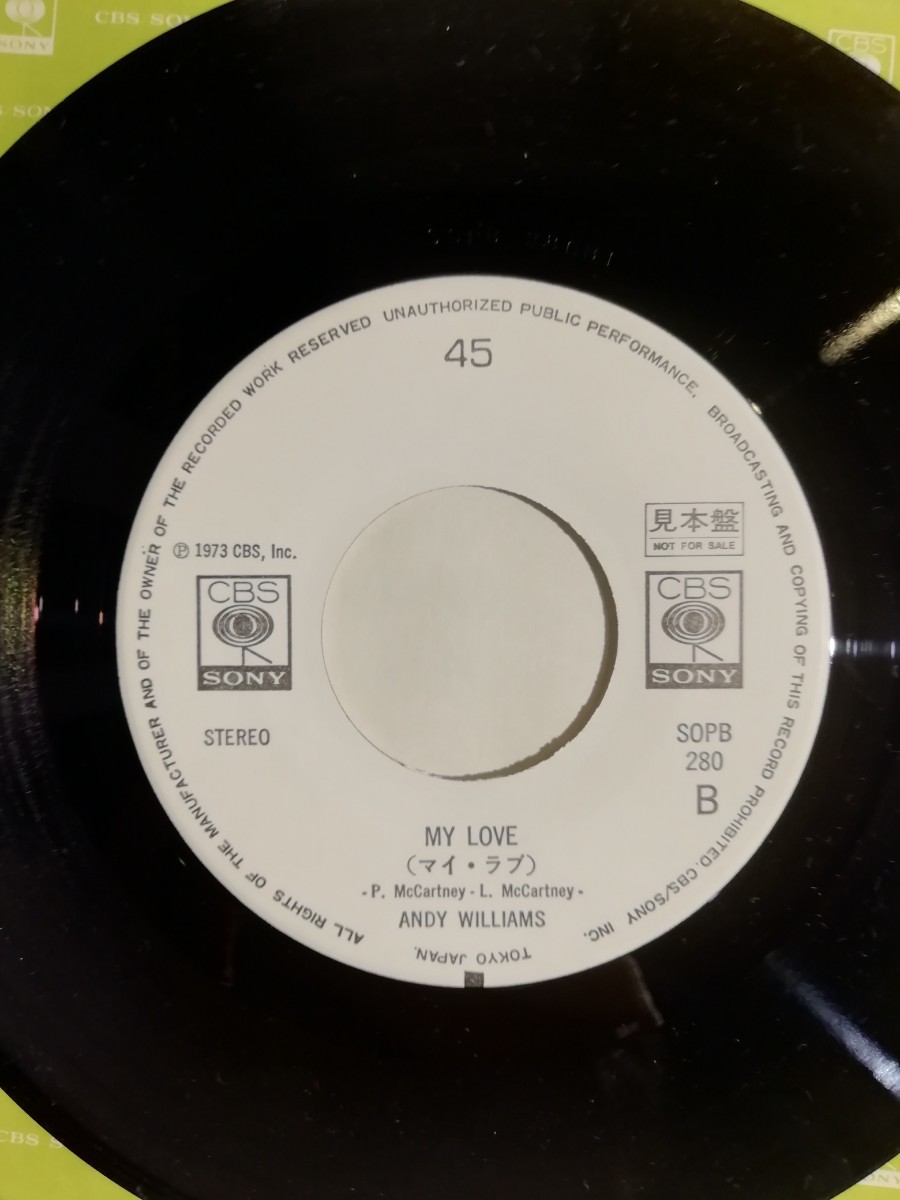 CBS SONY
CBS
SONY
ALL RIGHTS OF THE MANUFACTURER AND OF THE OWNER OF THE RECORDED WORK RESERVED UNAUTHORIZED PUBLIC PERFORMANCE, BROADCASTING AND COPYING OF THIS RECORD PROHIBITED. CBS/SONY INC.
TOKYO JAPAN.
45
見本盤
NOT FOR SALE
Ⓟ 1973 CBS, Inc.
CBS
SONY
CBS
SONY
STEREO
SOPB
280
B
MY LOVE
(マイ・ラブ)
-P. McCartney - L. McCartney-
ANDY WILLIAMS